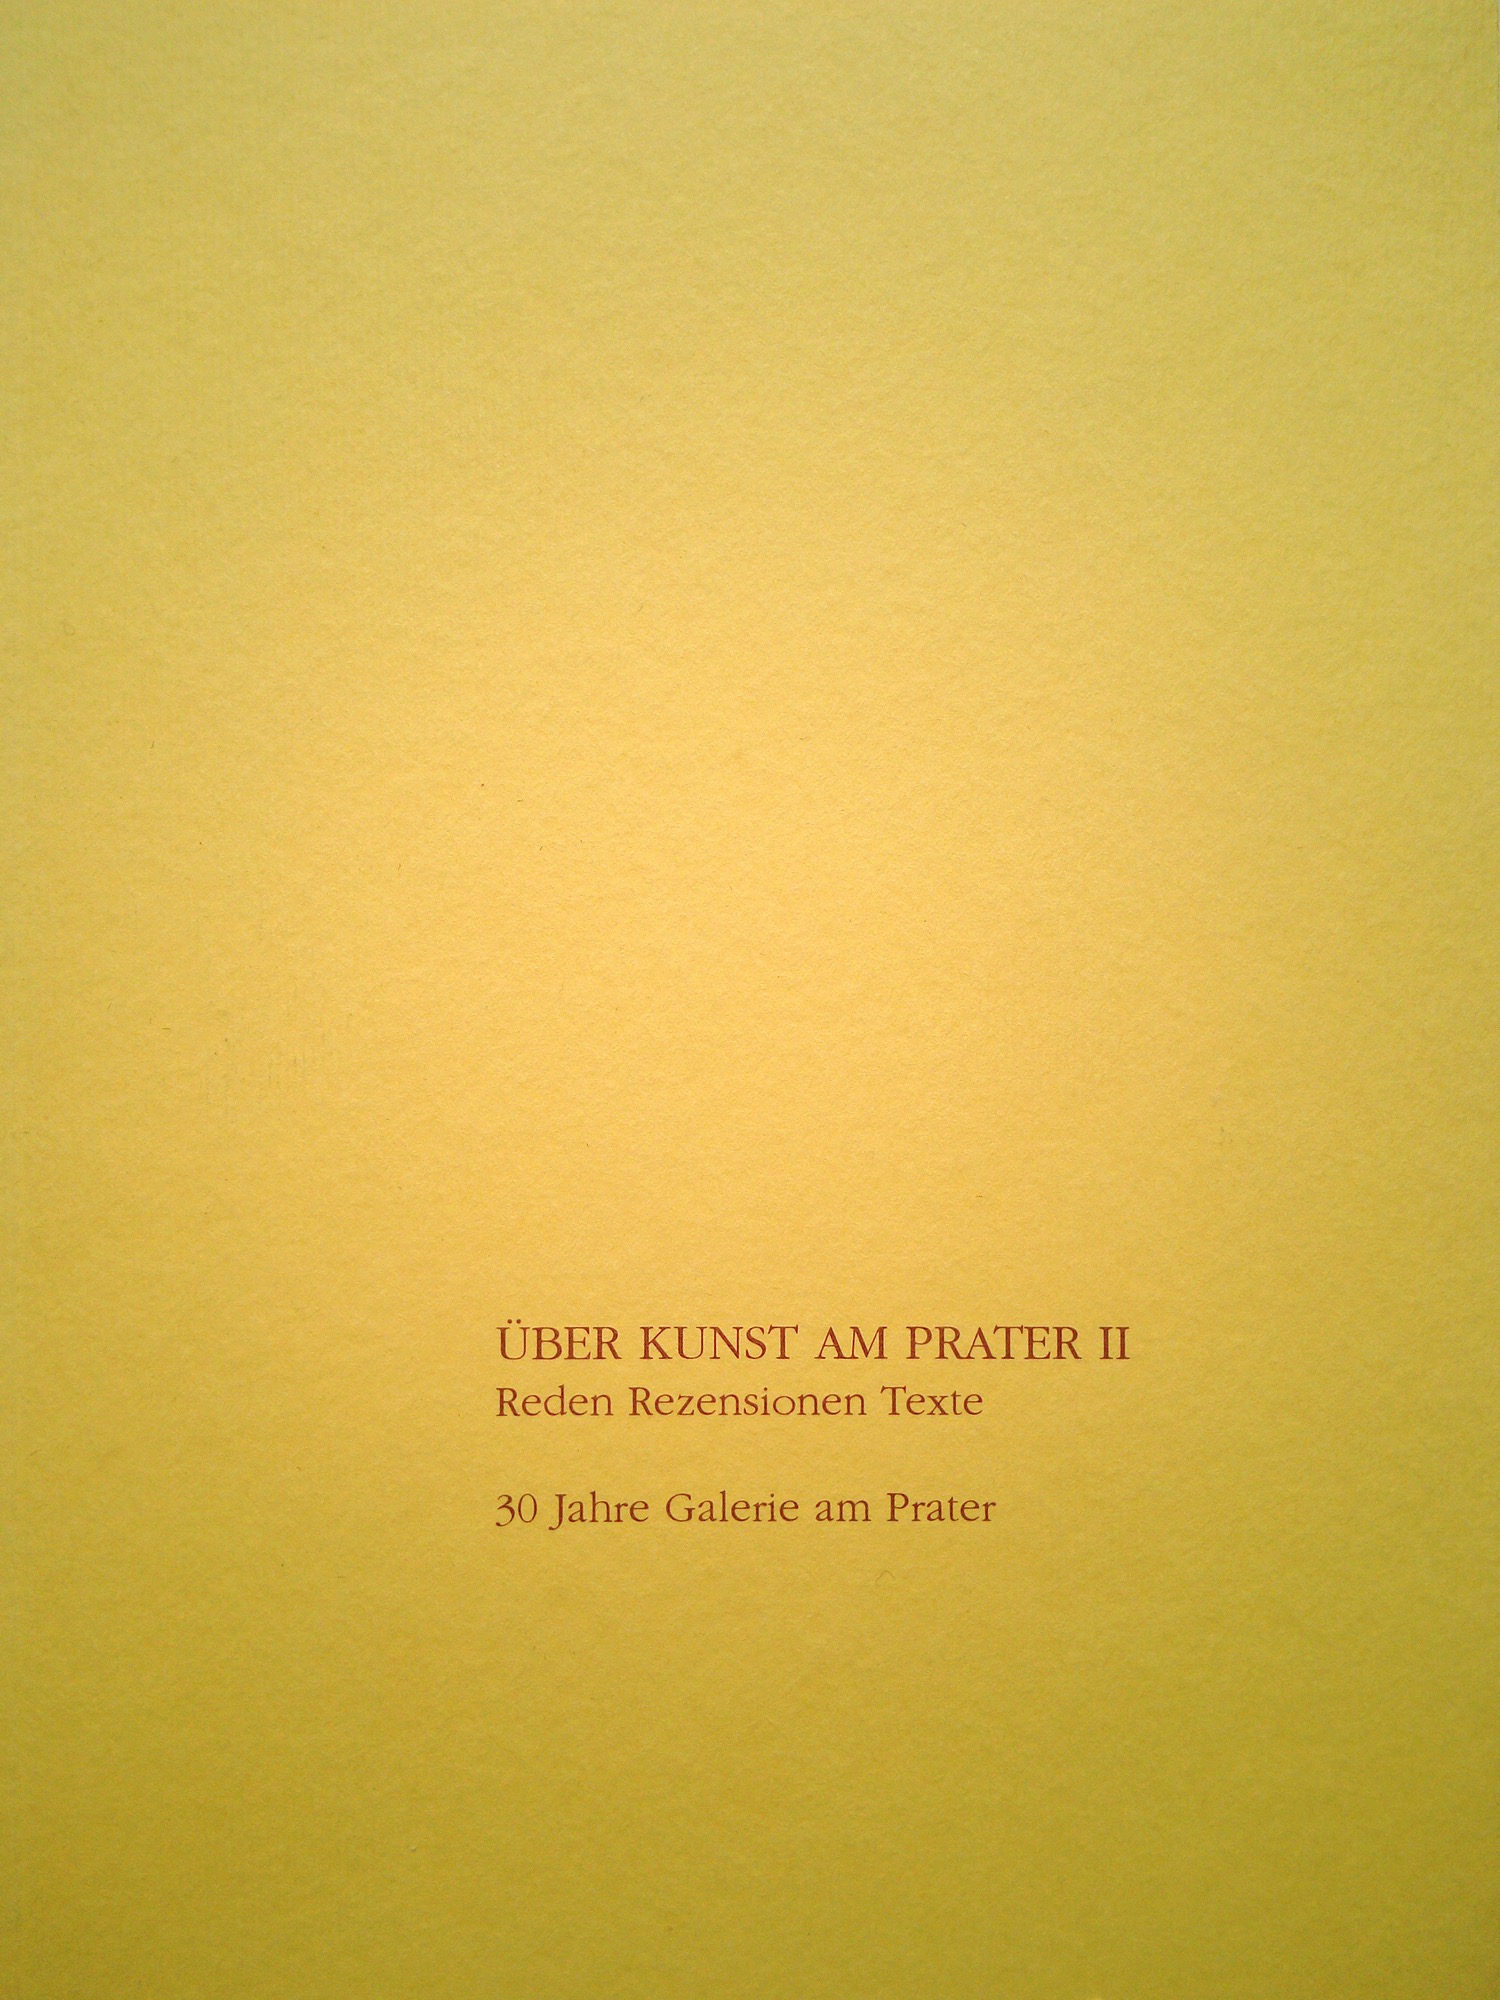 ÜBER KUNST AM PRATER II
Reden Rezensionen Texte
30 Jahre Galerie am Prater